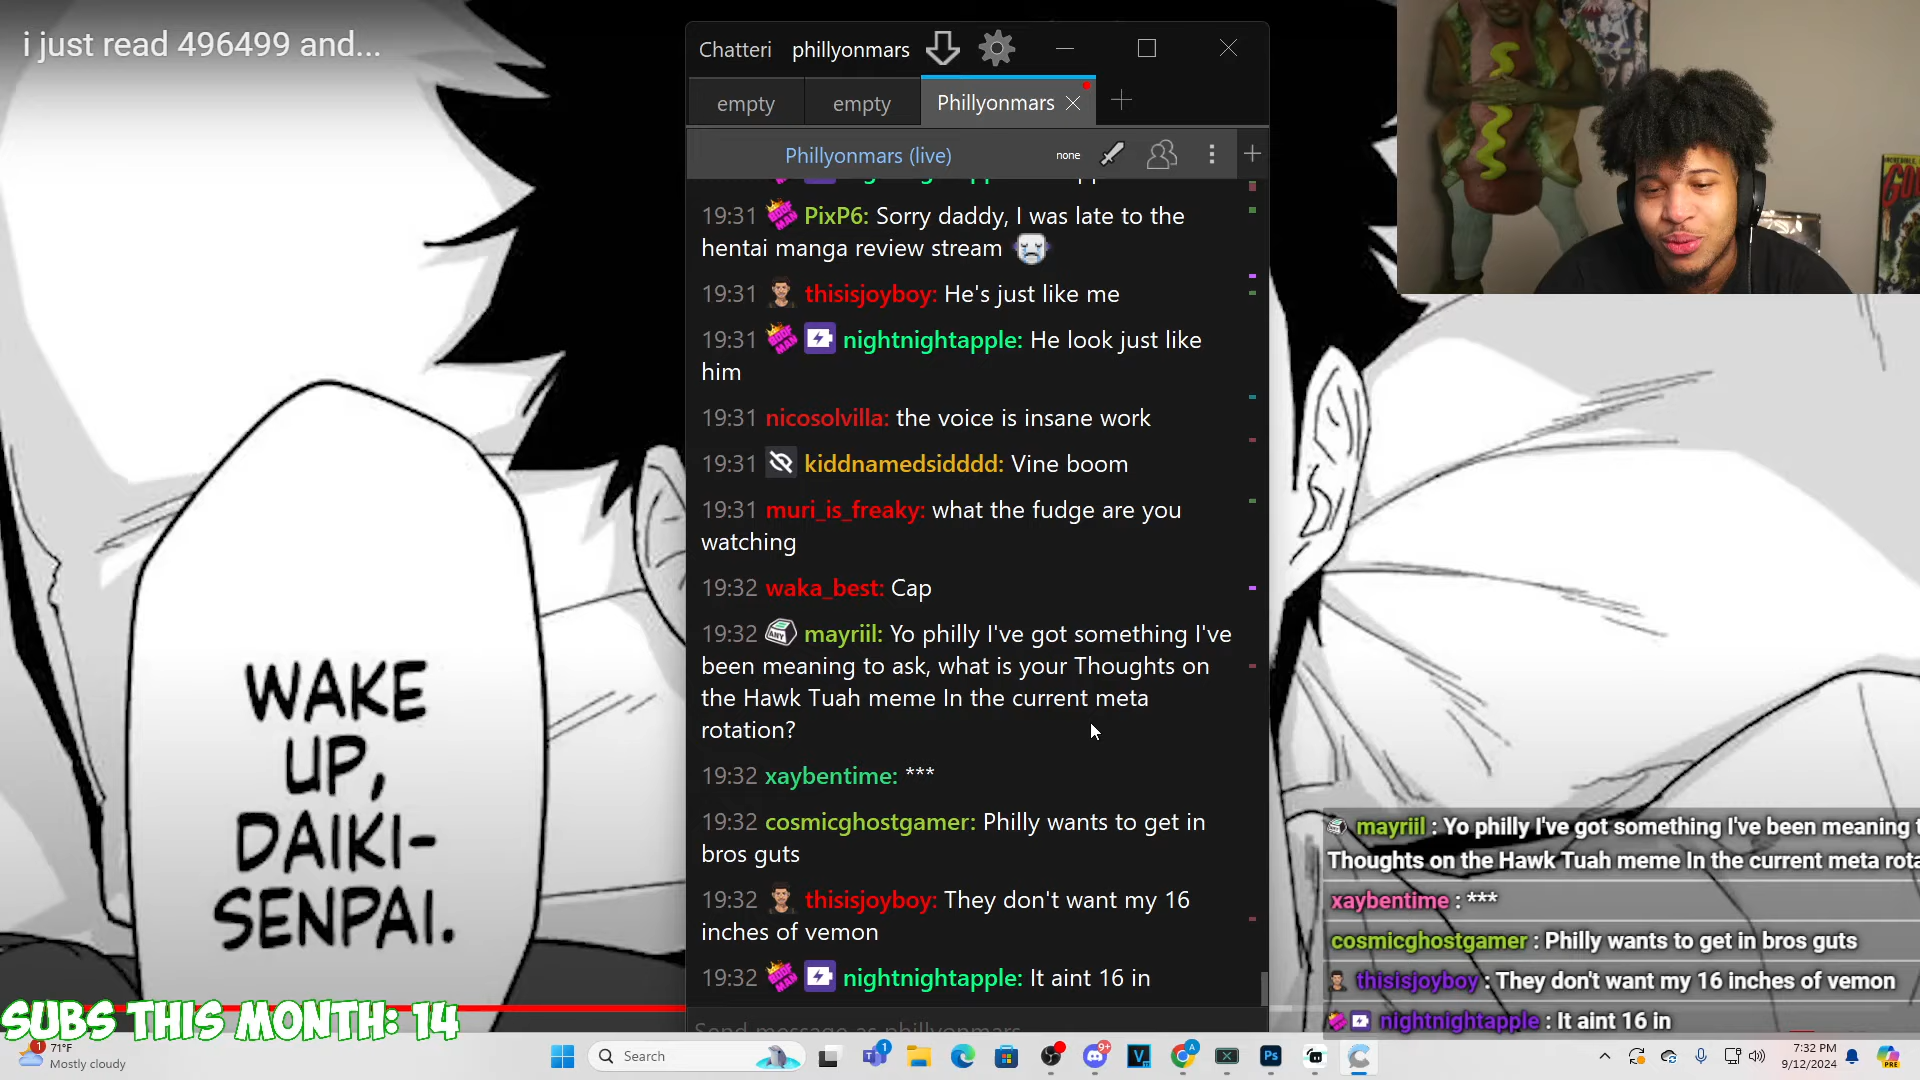 i just read 496499 and...
Chatteri phillyonmars
empty empty Phillyonmars
Phillyonmars (live) none
19:31 PixP6: Sorry daddy, I was late to the
hentai manga review stream
19:31 thisisjoyboy: He's just like me
19:31 nightnightapple: He look just like
him
19:31 nicosolvilla: the voice is insane work
19:31 kiddnamedsidddd: Vine boom
19:31 muri_is_freaky: what the fudge are you
watching
19:32 waka_best: Cap
19:32 mayriil: Yo philly I've got something I've
been meaning to ask, what is your Thoughts on
the Hawk Tuah meme In the current meta
rotation?
19:32 xaybentime: ***
19:32 cosmicghostgamer: Philly wants to get in
bros guts
19:32 thisisjoyboy: They don't want my 16
inches of vemon
19:32 nightnightapple: It aint 16 in
Send message as phillyonmars
WAKE
UP,
DAIKI-
SENPAI.
mayriil : Yo philly I've got something I've been meaning
Thoughts on the Hawk Tuah meme In the current meta
xaybentime : ***
cosmicghostgamer : Philly wants to get in bros guts
thisisjoyboy : They don't want my 16 inches of vemon
nightnightapple : It aint 16 in
SUBS THIS MONTH: 14
1
71°F
Mostly cloudy
Search
1
9+
A
Ps
7:32 PM
9/12/2024
PRE